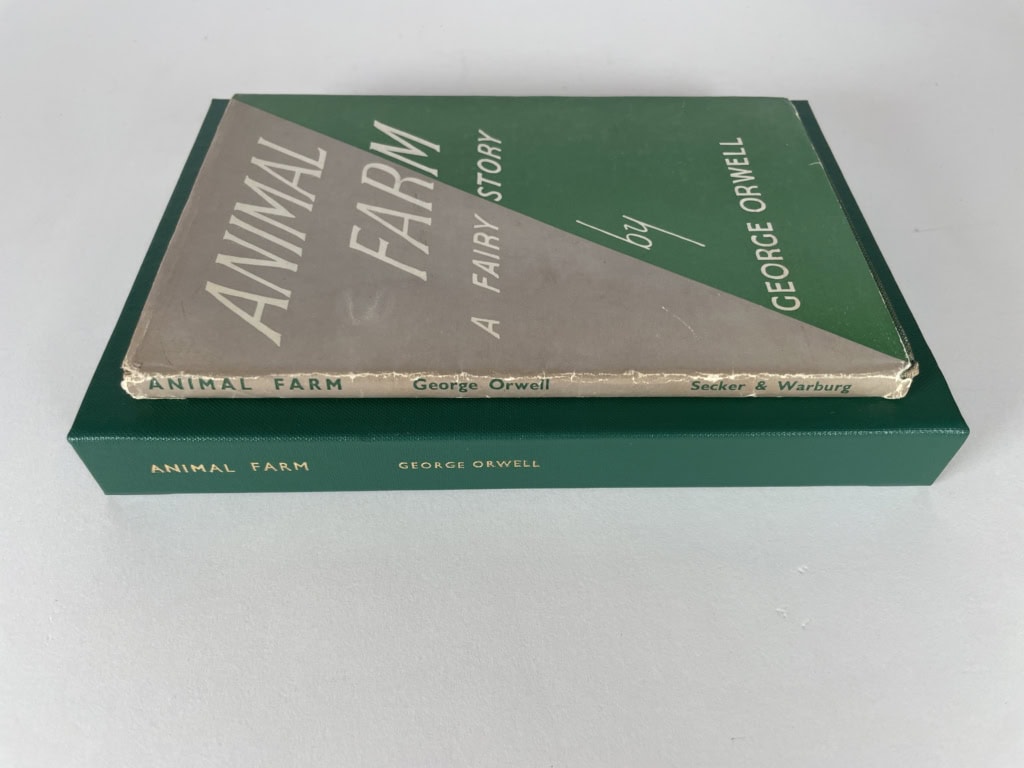 ANIMAL
FARM
A FAIRY STORY
by
GEORGE ORWELL
ANIMAL FARM George Orwell Secker & Warburg
ANIMAL FARM GEORGE ORWELL